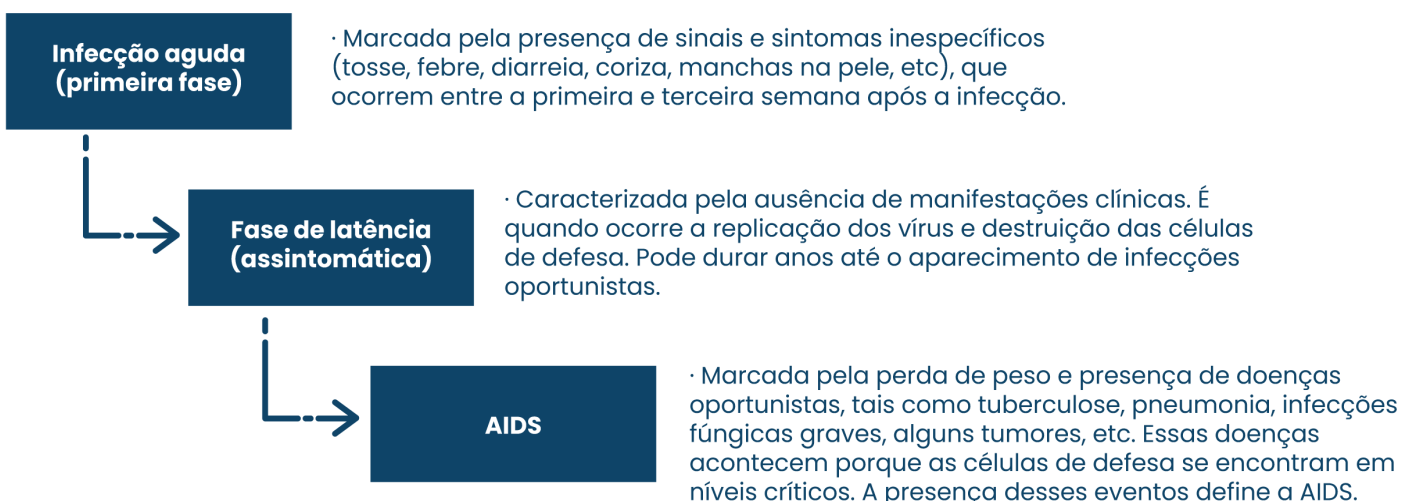 Infecção aguda
(primeira fase)
· Marcada pela presença de sinais e sintomas inespecíficos
(tosse, febre, diarreia, coriza, manchas na pele, etc), que
ocorrem entre a primeira e terceira semana após a infecção.
Fase de latência
(assintomática)
· Caracterizada pela ausência de manifestações clínicas. É
quando ocorre a replicação dos vírus e destruição das células
de defesa. Pode durar anos até o aparecimento de infecções
oportunistas.
AIDS
· Marcada pela perda de peso e presença de doenças
oportunistas, tais como tuberculose, pneumonia, infecções
fúngicas graves, alguns tumores, etc. Essas doenças
acontecem porque as células de defesa se encontram em
níveis críticos. A presença desses eventos define a AIDS.